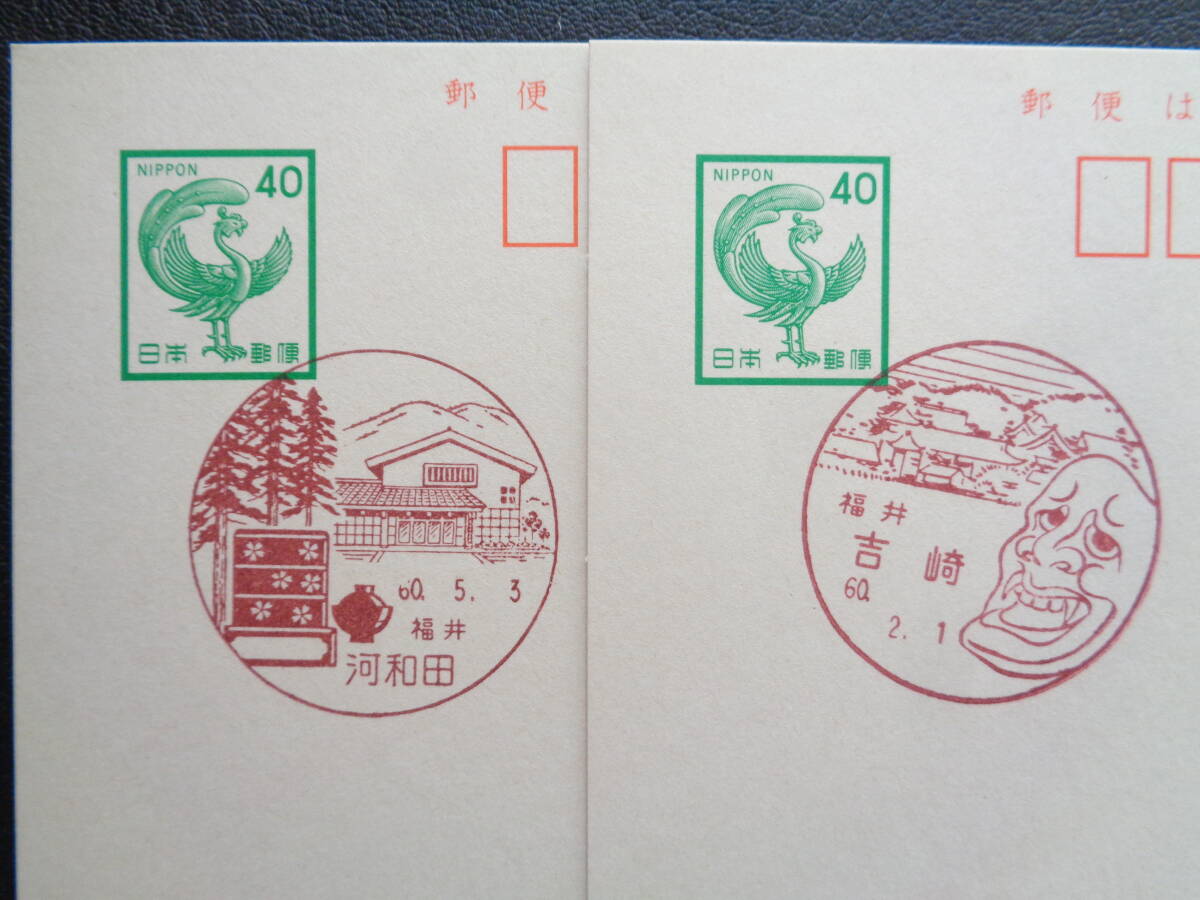 郵便
NIPPON 40
日本郵便
60. 5. 3
福井
河和田
郵便は
NIPPON 40
日本郵便
福井
吉崎
60.
2. 1